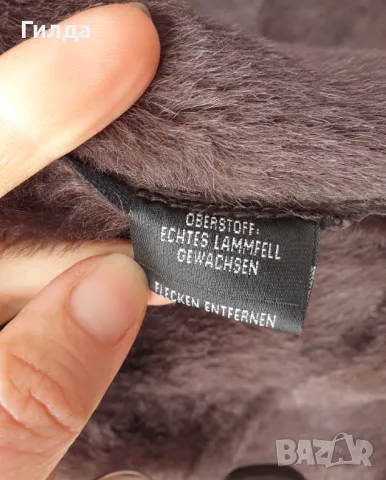 Гилда
OBERSTOFF:
ECHTES LAMMFELL
GEWACHSEN
FLECKEN ENTFERNEN
BAZAR